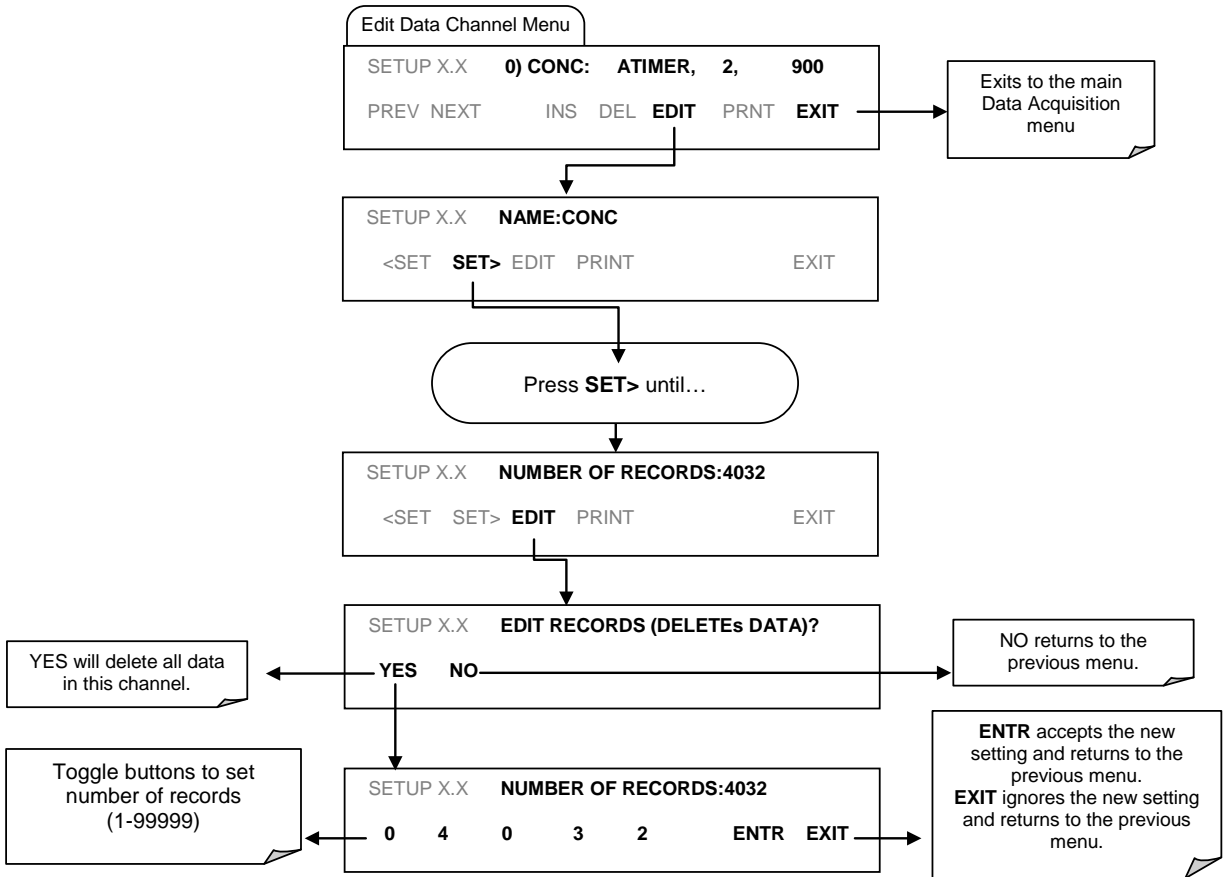 Edit Data Channel Menu
SETUP X.X 0) CONC: ATIMER, 2, 900
PREV NEXT INS DEL EDIT PRNT EXIT
Exits to the main
Data Acquisition
menu
SETUP X.X NAME:CONC
<SET SET> EDIT PRINT EXIT
Press SET> until…
SETUP X.X NUMBER OF RECORDS:4032
<SET SET> EDIT PRINT EXIT
SETUP X.X EDIT RECORDS (DELETEs DATA)?
YES NO
YES will delete all data
in this channel.
NO returns to the
previous menu.
Toggle buttons to set
number of records
(1-99999)
SETUP X.X NUMBER OF RECORDS:4032
0 4 0 3 2 ENTR EXIT
ENTR accepts the new
setting and returns to the
previous menu.
EXIT ignores the new setting
and returns to the previous
menu.